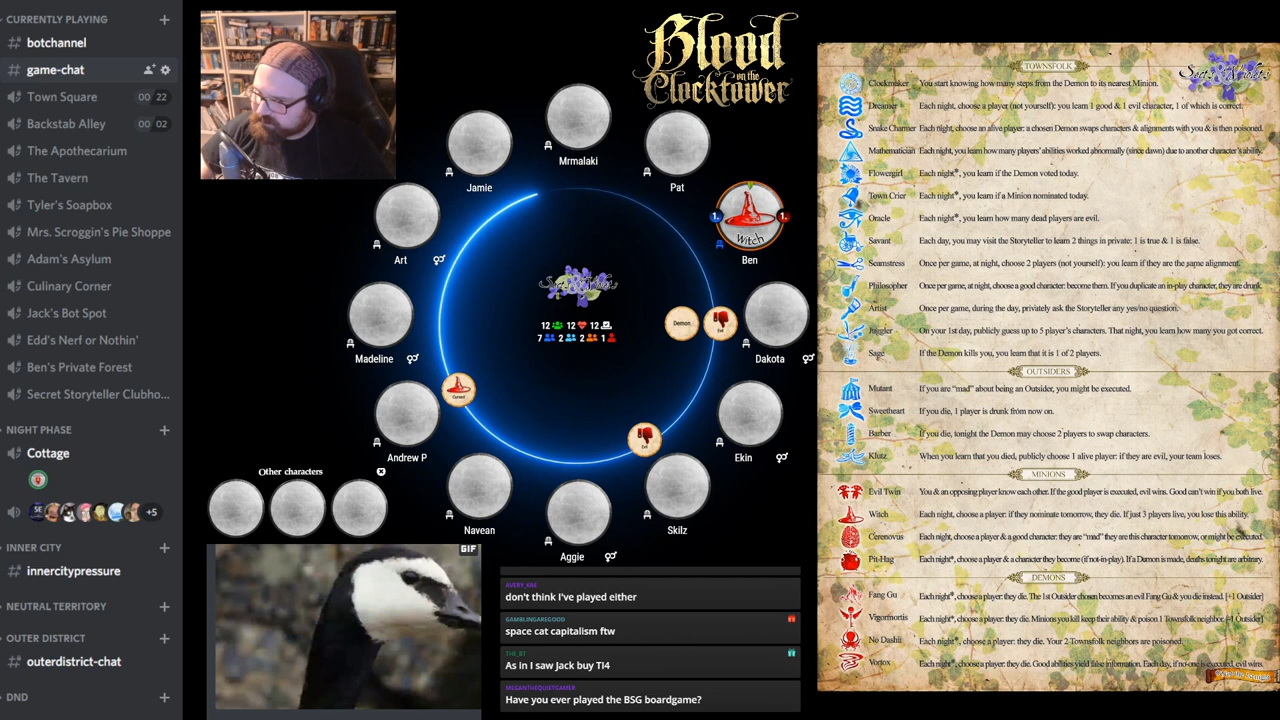 CURRENTLY PLAYING
botchannel
game-chat
Town Square 00 22
Backstab Alley 00 02
The Apothecarium
The Tavern
Tyler's Soapbox
Mrs. Scroggin's Pie Shoppe
Adam's Asylum
Culinary Corner
Jack's Bot Spot
Edd's Nerf or Nothin'
Ben's Private Forest
Secret Storyteller Clubho...
NIGHT PHASE
Cottage
SE +5
INNER CITY
innercitypressure
NEUTRAL TERRITORY
OUTER DISTRICT
outerdistrict-chat
DND
Blood
on the
Clocktower
Mrmalaki
Jamie
Pat
Art
Witch
Ben
Madeline
Demon
Evil
Dakota
12 12 12
7 2 2 1
Cursed
Andrew P
Evil
Ekin
Navean
Aggie
Skilz
Other characters
GIF
AVERY_KAE
don't think I've played either
GAMBLINGAREGOOD
space cat capitalism ftw
THE_BT
As in I saw Jack buy TI4
MEGANTHEQUIETGAMER
Have you ever played the BSG boardgame?
TOWNSFOLK
Clockmaker You start knowing how many steps from the Demon to its nearest Minion.
Dreamer Each night, choose a player (not yourself): you learn 1 good & 1 evil character, 1 of which is correct.
Snake Charmer Each night, choose an alive player: a chosen Demon swaps characters & alignments with you & is then poisoned.
Mathematician Each night, you learn how many players' abilities worked abnormally (since dawn) due to another character's ability.
Flowergirl Each night*, you learn if the Demon voted today.
Town Crier Each night*, you learn if a Minion nominated today.
Oracle Each night*, you learn how many dead players are evil.
Savant Each day, you may visit the Storyteller to learn 2 things in private: 1 is true & 1 is false.
Seamstress Once per game, at night, choose 2 players (not yourself): you learn if they are the same alignment.
Philosopher Once per game, at night, choose a good character: become them. If you duplicate an in-play character, they are drunk.
Artist Once per game, during the day, privately ask the Storyteller any yes/no question.
Juggler On your 1st day, publicly guess up to 5 player's characters. That night, you learn how many you got correct.
Sage If the Demon kills you, you learn that it is 1 of 2 players.
OUTSIDERS
Mutant If you are "mad" about being an Outsider, you might be executed.
Sweetheart If you die, 1 player is drunk from now on.
Barber If you die, tonight the Demon may choose 2 players to swap characters.
Klutz When you learn that you died, publicly choose 1 alive player: if they are evil, your team loses.
MINIONS
Evil Twin You & an opposing player know each other. If the good player is executed, evil wins. Good can't win if you both live.
Witch Each night, choose a player: if they nominate tomorrow, they die. If just 3 players live, you lose this ability.
Cerenovus Each night, choose a player & a good character: they are "mad" they are this character tomorrow, or might be executed.
Pit-Hag Each night*, choose a player & a character they become (if not-in-play). If a Demon is made, deaths tonight are arbitrary.
DEMONS
Fang Gu Each night*, choose a player: they die. The 1st Outsider chosen becomes an evil Fang Gu & you die instead. [+1 Outsider]
Vigormortis Each night*, choose a player: they die. Minions you kill keep their ability & poison 1 Townsfolk neighbor. [-1 Outsider]
No Dashii Each night*, choose a player: they die. Your 2 Townsfolk neighbors are poisoned.
Vortox Each night*, choose a player: they die. Good abilities yield false information. Each day, if no-one is executed, evil wins.